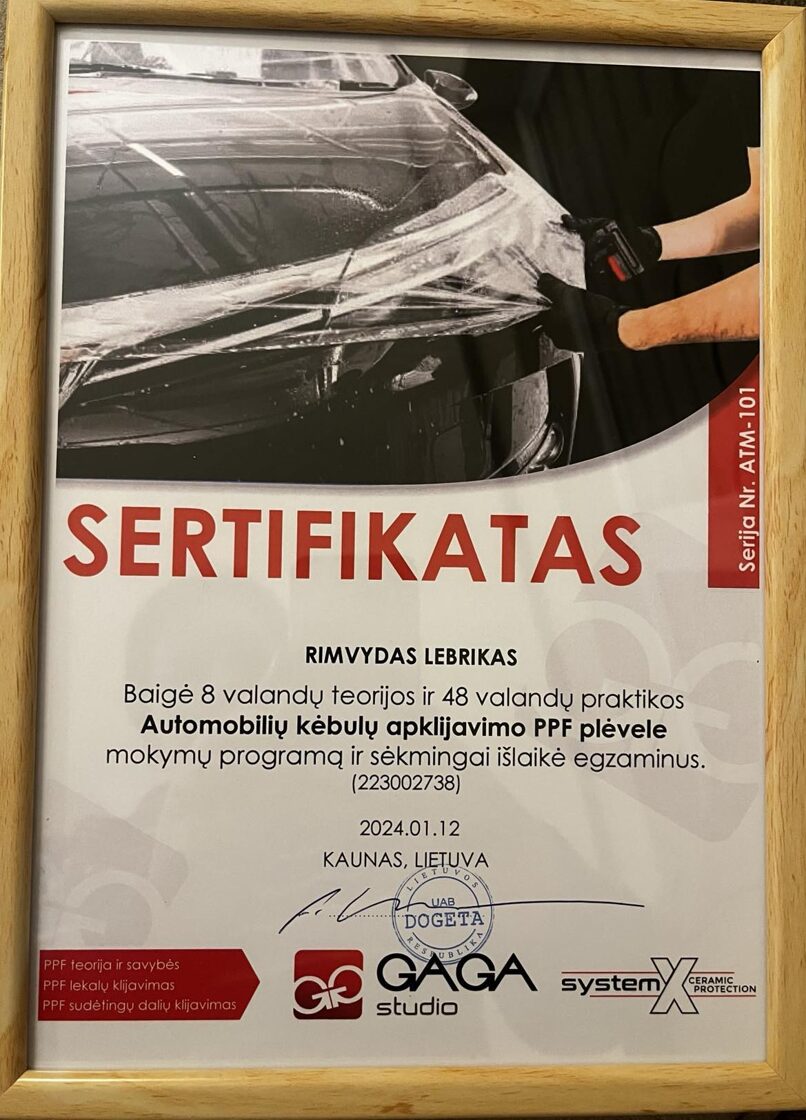 Serija Nr. ATM-101
SERTIFIKATAS
RIMVYDAS LEBRIKAS
Baigė 8 valandų teorijos ir 48 valandų praktikos
Automobilių kėbulų apklijavimo PPF plėvele
mokymų programą ir sėkmingai išlaikė egzaminus.
(223002738)
2024.01.12
KAUNAS, LIETUVA
LIETUVOS
UAB
DOGETA
RESPUBLIKA
PPF teorija ir savybės
PPF lekalų klijavimas
PPF sudėtingų dalių klijavimas
GAGA
studio
systemX CERAMIC
PROTECTION